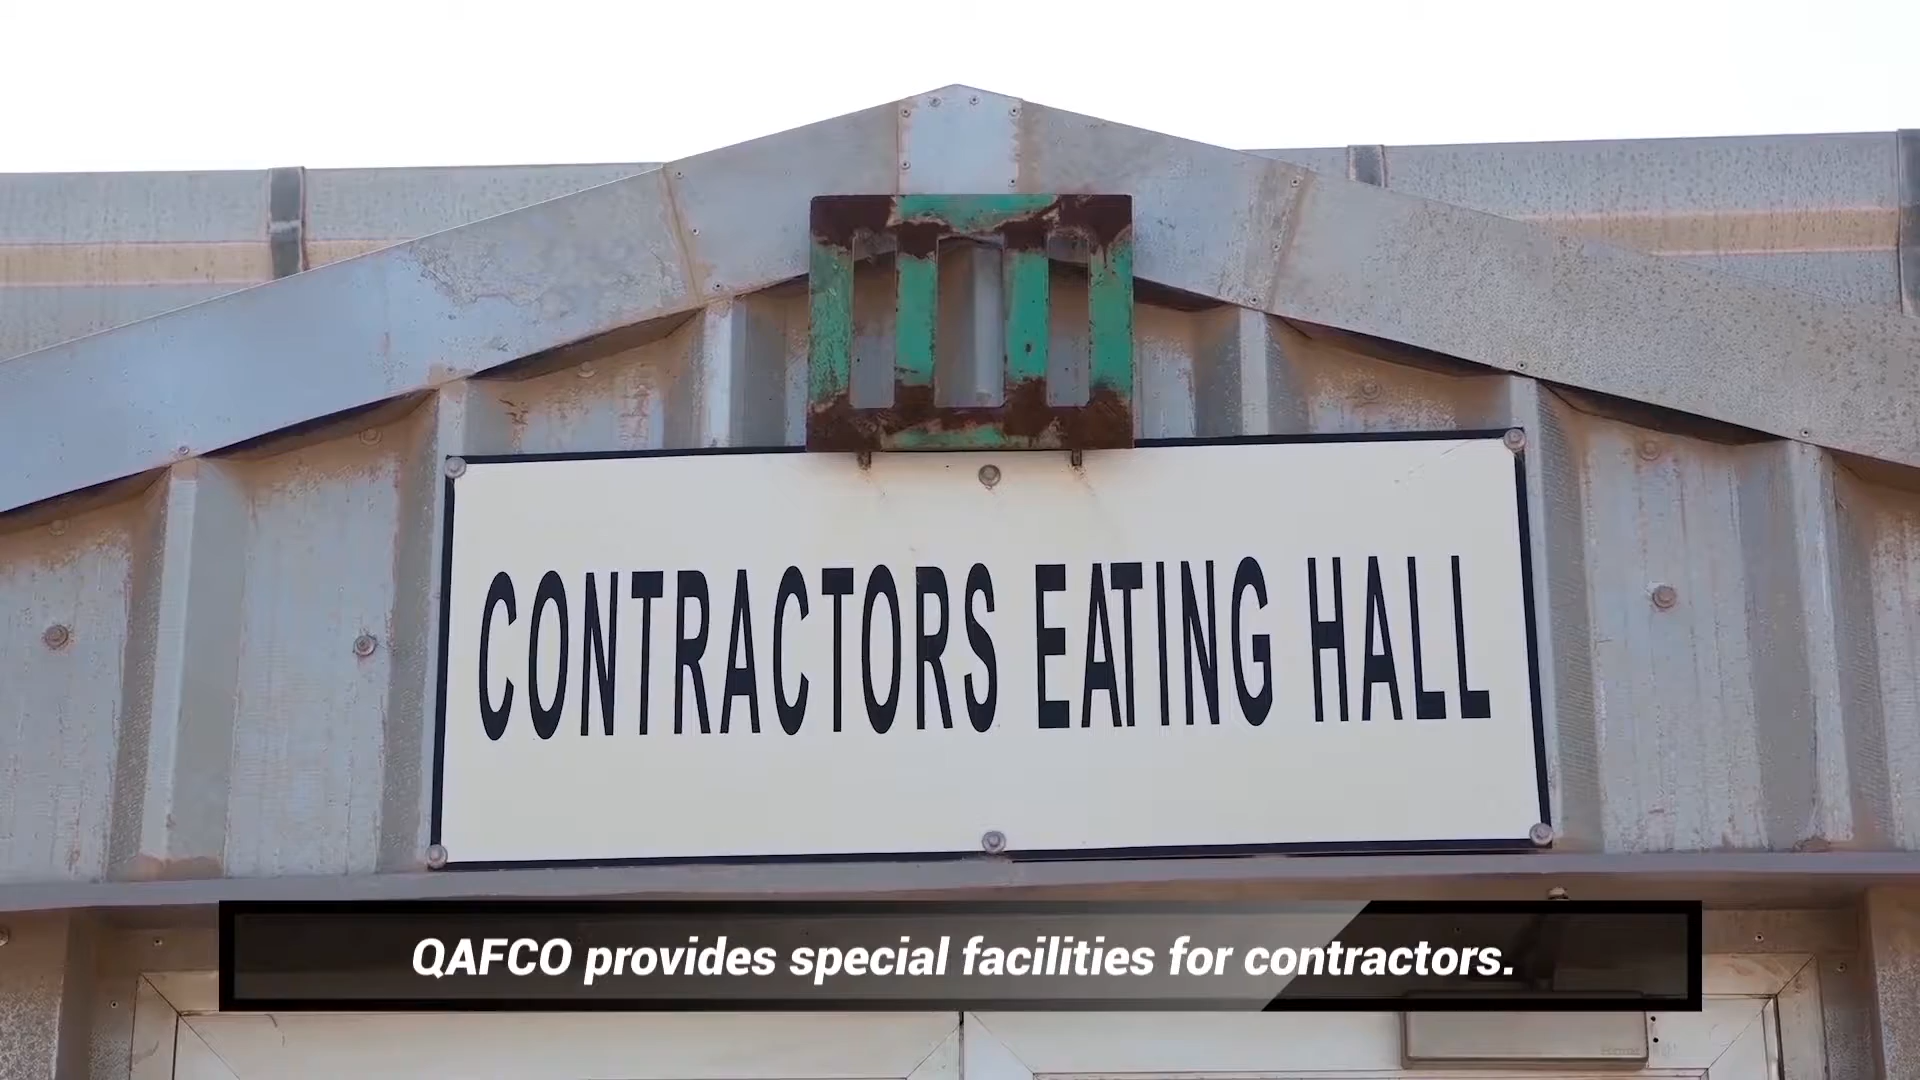 CONTRACTORS EATING HALL
QAFCO provides special facilities for contractors.